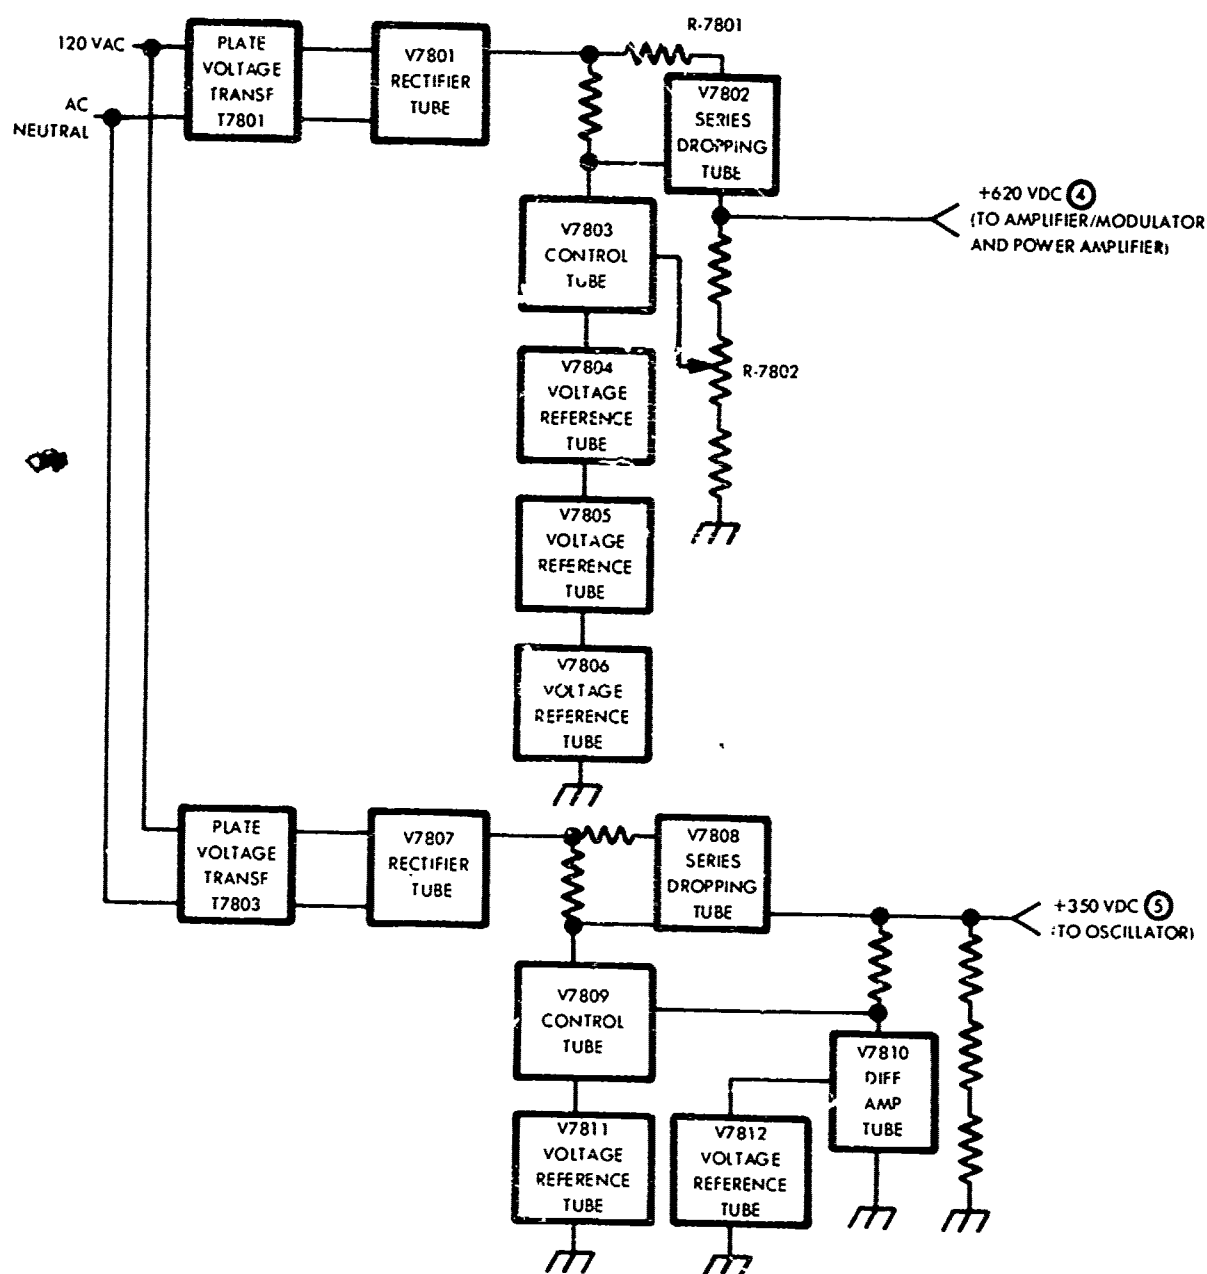 R-7801
120 VAC
PLATE
VOLTAGE
TRANSF
T7801
V7801
RECTIFIER
TUBE
AC
NEUTRAL
V7802
SERIES
DROPPING
TUBE
+620 VDC 4
(TO AMPLIFIER/MODULATOR
AND POWER AMPLIFIER)
V7803
CONTROL
TUBE
R-7802
V7804
VOLTAGE
REFERENCE
TUBE
V7805
VOLTAGE
REFERENCE
TUBE
V7806
VOLTAGE
REFERENCE
TUBE
PLATE
VOLTAGE
TRANSF
T7803
V7807
RECTIFIER
TUBE
V7808
SERIES
DROPPING
TUBE
+350 VDC 5
(TO OSCILLATOR)
V7809
CONTROL
TUBE
V7810
DIFF
AMP
TUBE
V7811
VOLTAGE
REFERENCE
TUBE
V7812
VOLTAGE
REFERENCE
TUBE